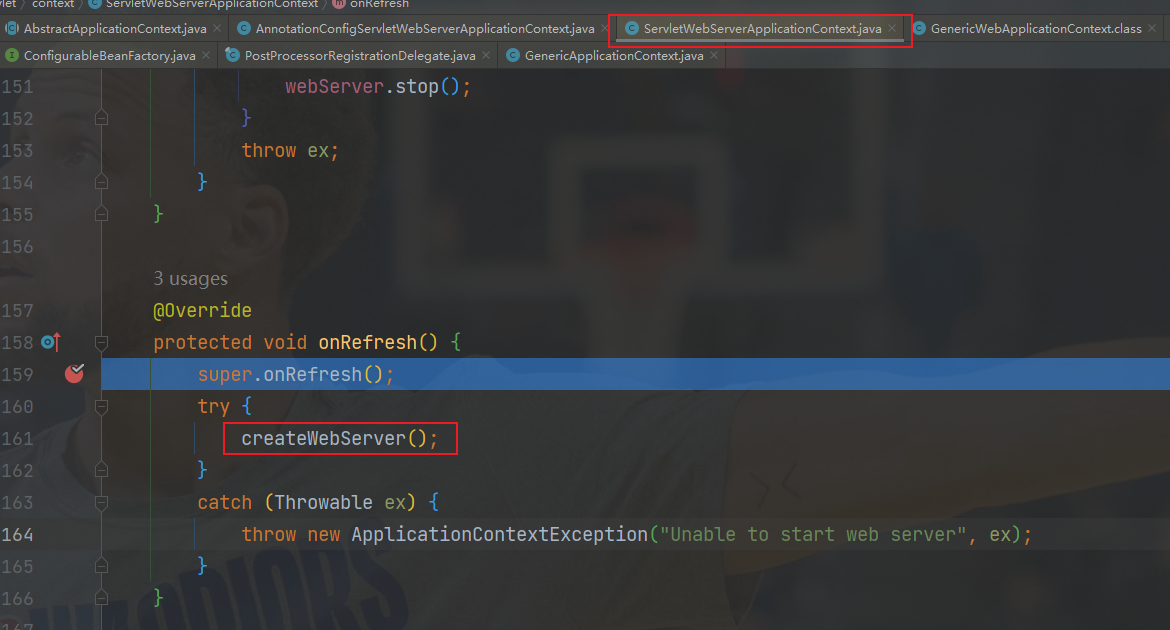 vlet context ServletWebServerApplicationContext onRefresh
AbstractApplicationContext.java AnnotationConfigServletWebServerApplicationContext.java ServletWebServerApplicationContext.java GenericWebApplicationContext.class
ConfigurableBeanFactory.java PostProcessorRegistrationDelegate.java GenericApplicationContext.java
151 webServer.stop();
152 }
153 throw ex;
154 }
155 }
156
3 usages
157 @Override
158 protected void onRefresh() {
159 super.onRefresh();
160 try {
161 createWebServer();
162 }
163 catch (Throwable ex) {
164 throw new ApplicationContextException("Unable to start web server", ex);
165 }
166 }
167